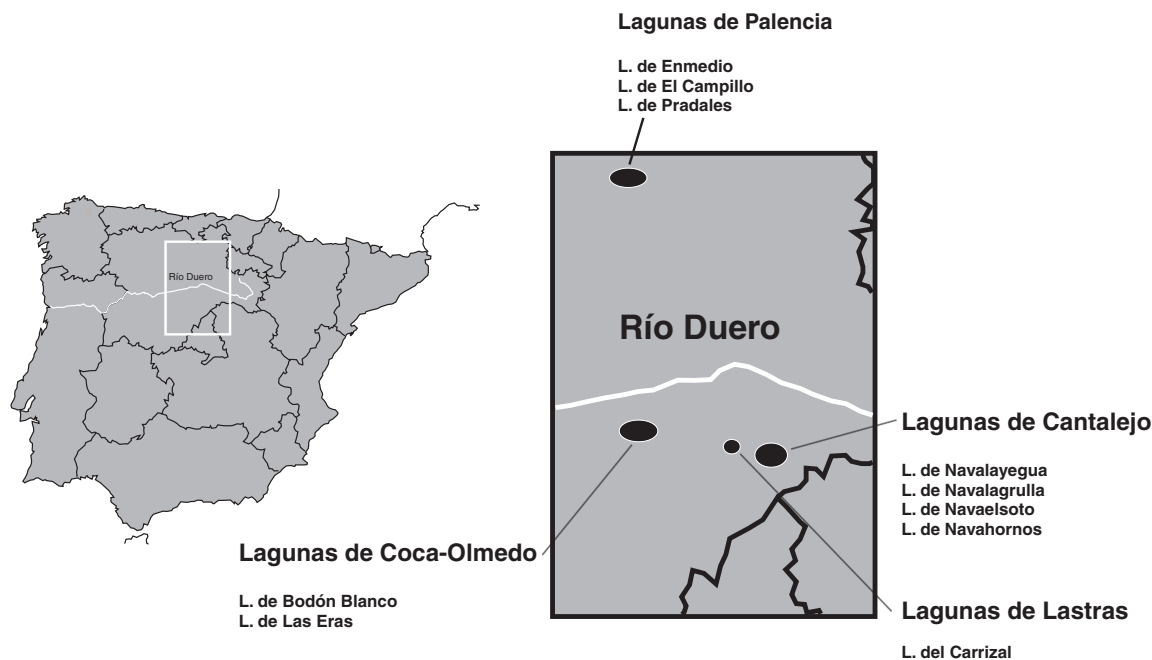 Lagunas de Palencia
L. de Enmedio
L. de El Campillo
L. de Pradales
Río Duero
Río Duero
Lagunas de Cantalejo
L. de Navalayegua
L. de Navalagrulla
L. de Navaelsoto
L. de Navahornos
Lagunas de Coca-Olmedo
L. de Bodón Blanco
L. de Las Eras
Lagunas de Lastras
L. del Carrizal